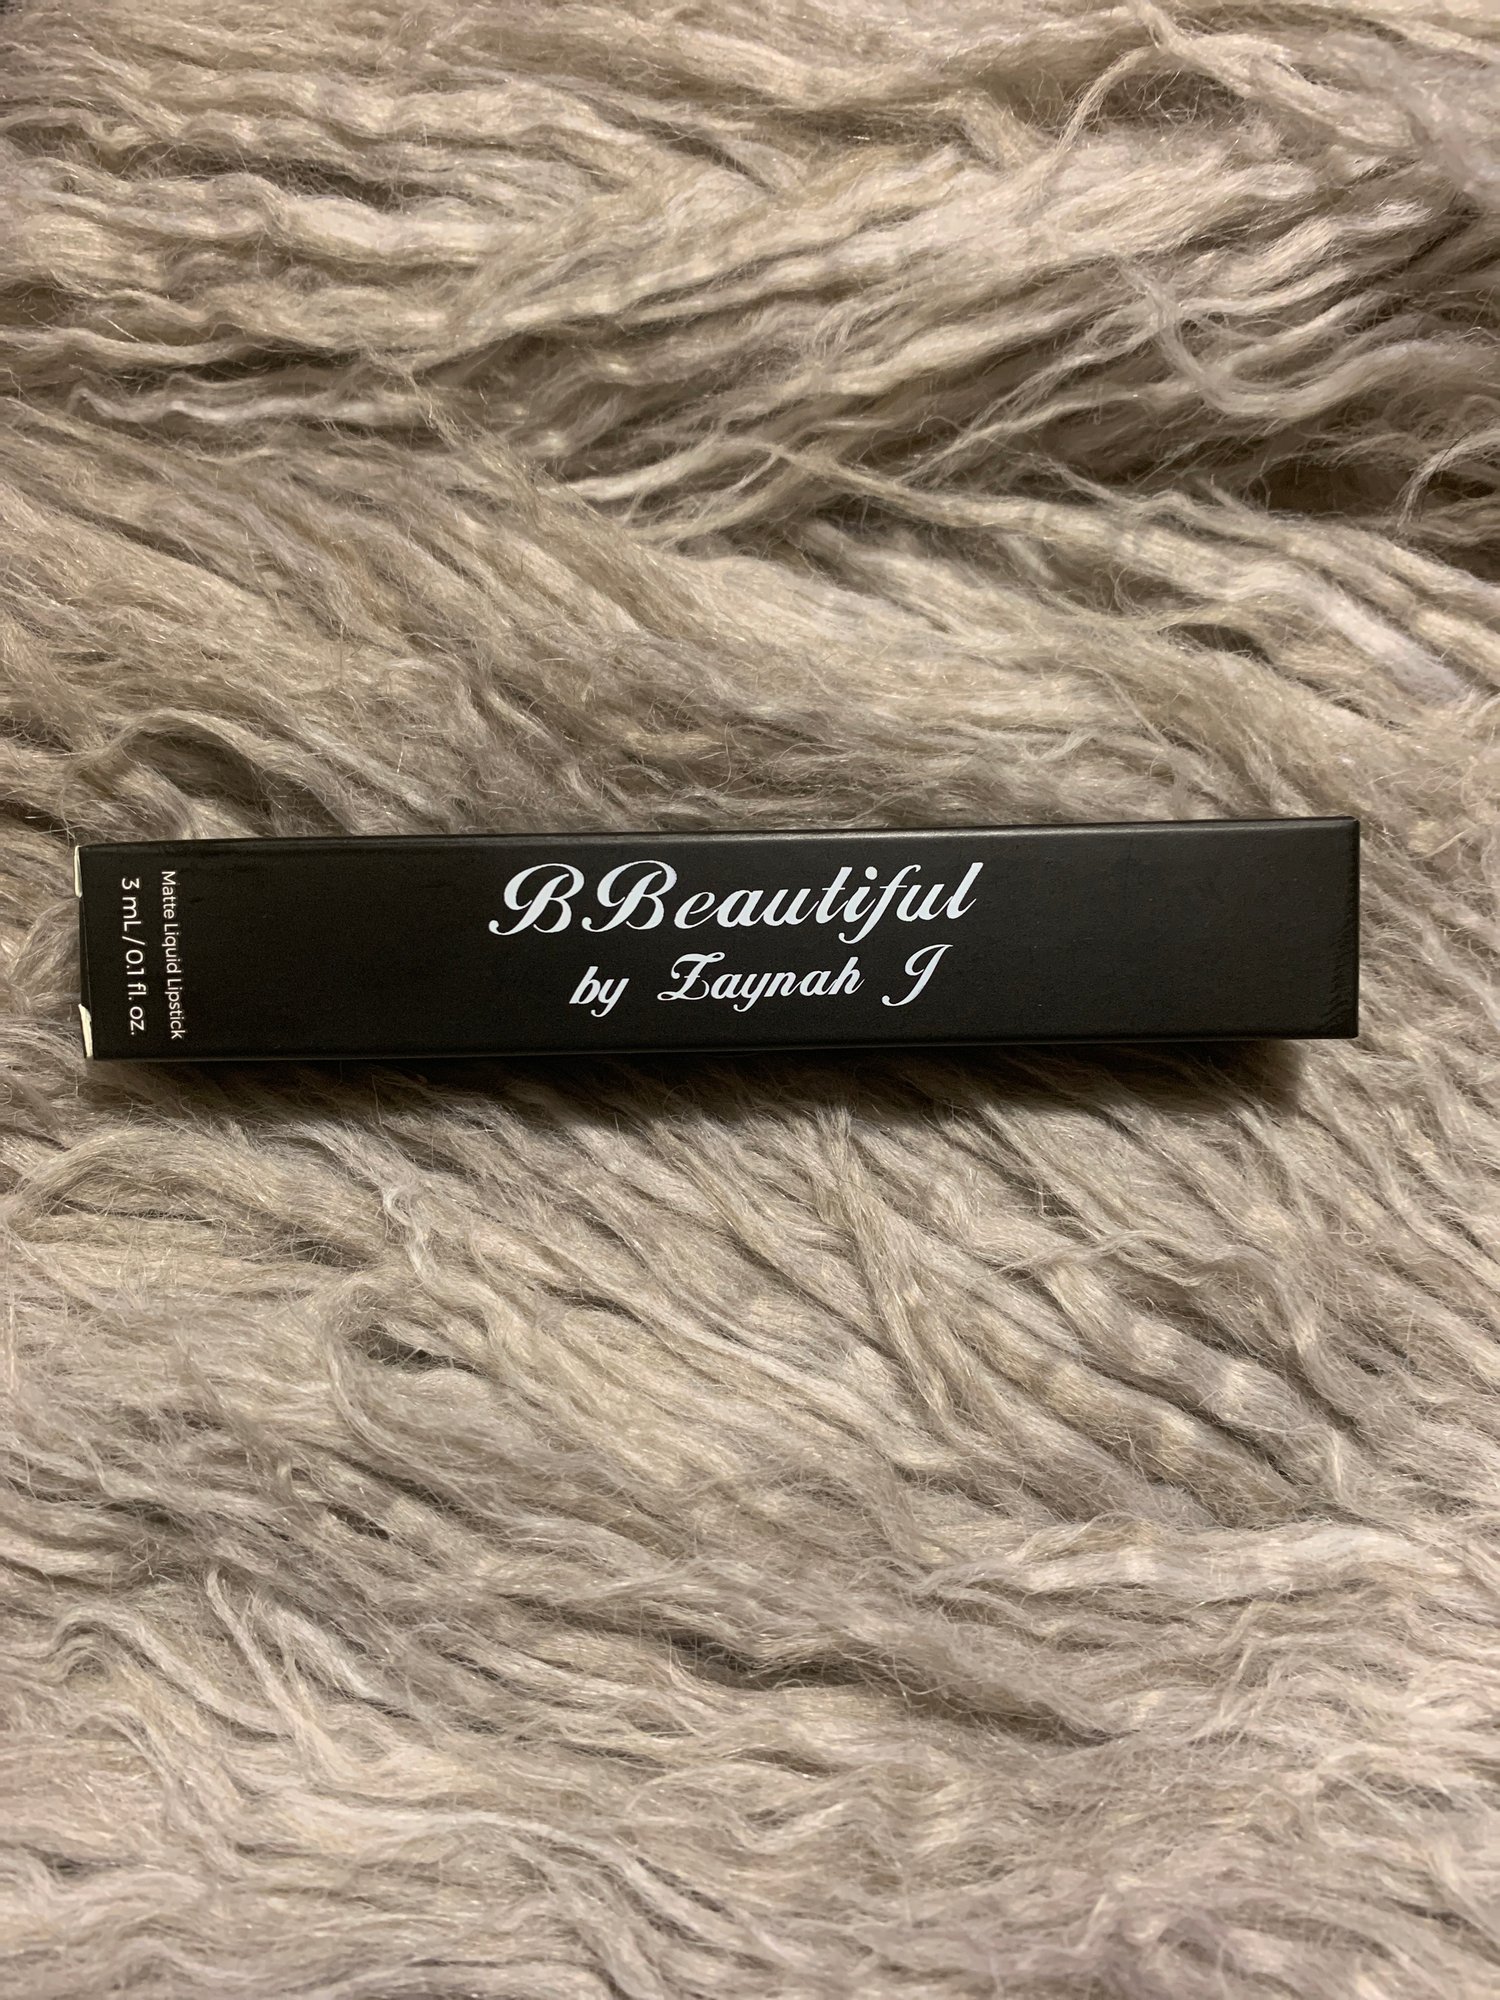 BBeautiful
by Zaynah J
Matte Liquid Lipstick
3 mL/0.1 fl. oz.